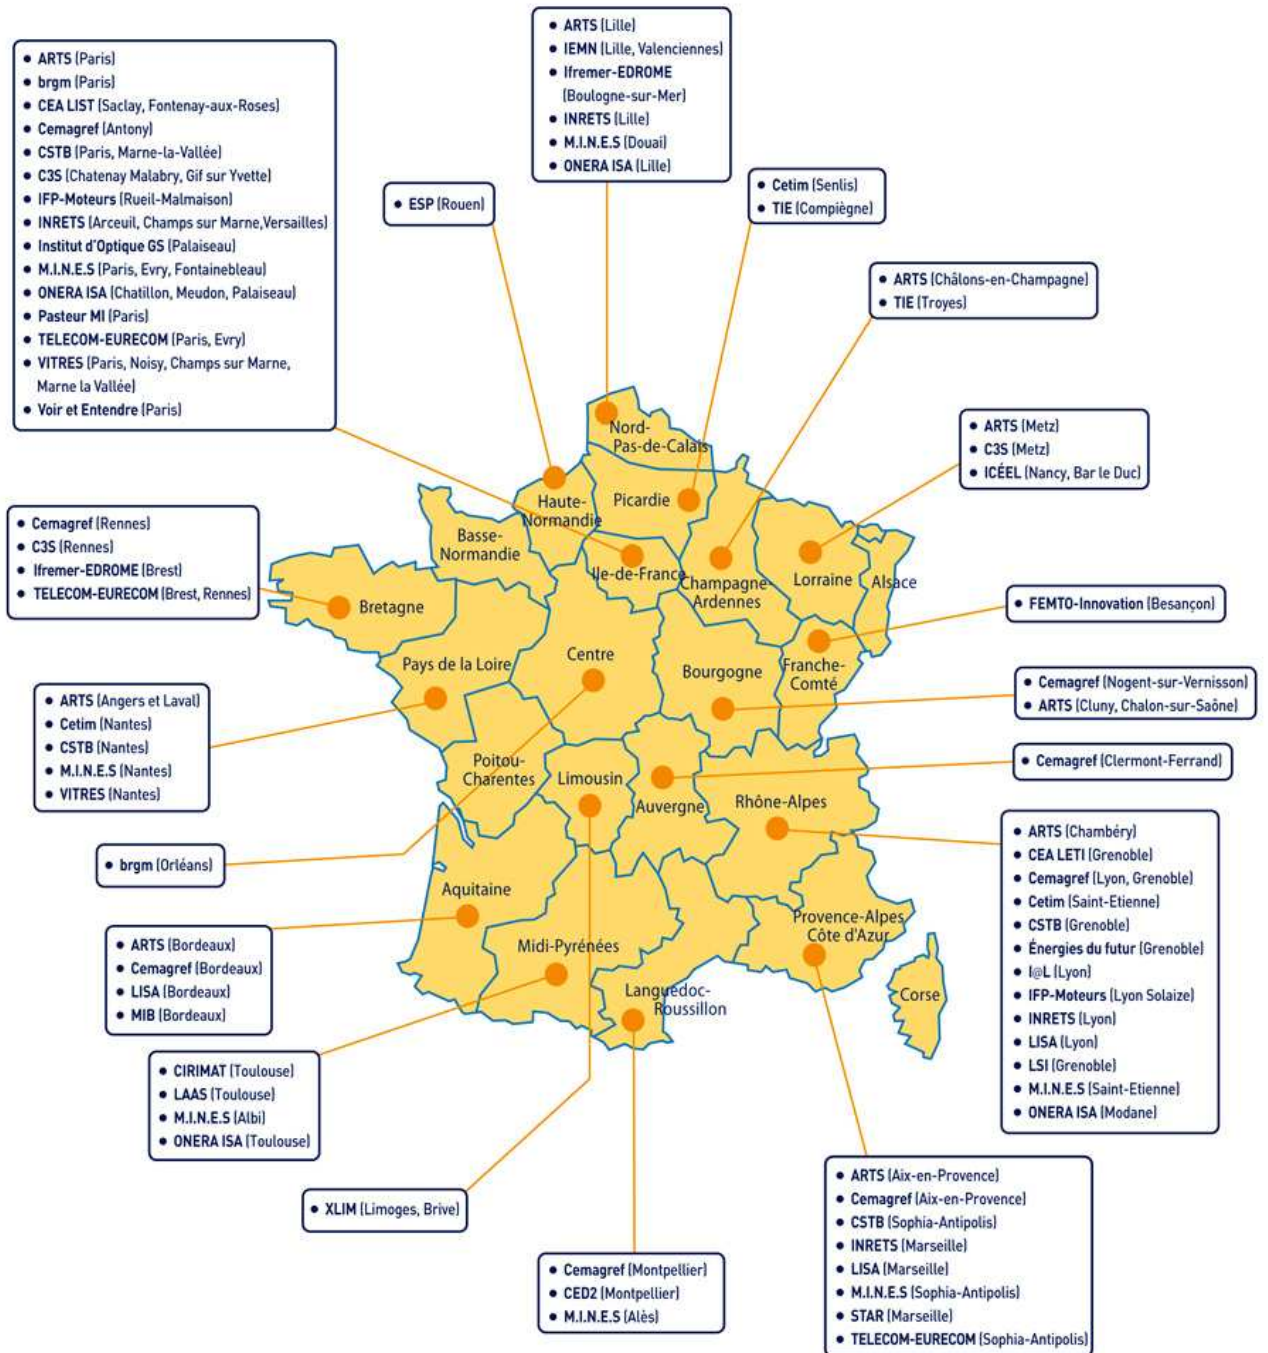 • ARTS (Lille)
• IEMN (Lille, Valenciennes)
• Ifremer-EDROME
(Boulogne-sur-Mer)
• INRETS (Lille)
• M.I.N.E.S (Douai)
• ONERA ISA (Lille)
• ARTS (Paris)
• brgm (Paris)
• CEA LIST (Saclay, Fontenay-aux-Roses)
• Cemagref (Antony)
• CSTB (Paris, Marne-la-Vallée)
• C3S (Chatenay Malabry, Gif sur Yvette)
• IFP-Moteurs (Rueil-Malmaison)
• INRETS (Arceuil, Champs sur Marne,Versailles)
• Institut d'Optique GS (Palaiseau)
• M.I.N.E.S (Paris, Evry, Fontainebleau)
• ONERA ISA (Chatillon, Meudon, Palaiseau)
• Pasteur MI (Paris)
• TELECOM-EURECOM (Paris, Evry)
• VITRES (Paris, Noisy, Champs sur Marne,
Marne la Vallée)
• Voir et Entendre (Paris)
• ESP (Rouen)
• Cetim (Senlis)
• TIE (Compiègne)
• ARTS (Châlons-en-Champagne)
• TIE (Troyes)
• ARTS (Metz)
• C3S (Metz)
• ICÉEL (Nancy, Bar le Duc)
Nord-
Pas-de-Calais
Picardie
Haute-
Normandie
Basse-
Normandie
Ile-de-France
Champagne-
Ardennes
Lorraine
Alsace
• Cemagref (Rennes)
• C3S (Rennes)
• Ifremer-EDROME (Brest)
• TELECOM-EURECOM (Brest, Rennes)
Bretagne
• FEMTO-Innovation (Besançon)
Pays de la Loire
Centre
Bourgogne
Franche-
Comté
• Cemagref (Nogent-sur-Vernisson)
• ARTS (Cluny, Chalon-sur-Saône)
• ARTS (Angers et Laval)
• Cetim (Nantes)
• CSTB (Nantes)
• M.I.N.E.S (Nantes)
• VITRES (Nantes)
• Cemagref (Clermont-Ferrand)
Poitou-
Charentes
Limousin
Auvergne
Rhône-Alpes
• brgm (Orléans)
• ARTS (Chambéry)
• CEA LETI (Grenoble)
• Cemagref (Lyon, Grenoble)
• Cetim (Saint-Etienne)
• CSTB (Grenoble)
• Énergies du futur (Grenoble)
• I@L (Lyon)
• IFP-Moteurs (Lyon Solaize)
• INRETS (Lyon)
• LISA (Lyon)
• LSI (Grenoble)
• M.I.N.E.S (Saint-Etienne)
• ONERA ISA (Modane)
Aquitaine
Midi-Pyrénées
Provence-Alpes
Côte d'Azur
Languedoc-
Roussillon
Corse
• ARTS (Bordeaux)
• Cemagref (Bordeaux)
• LISA (Bordeaux)
• MIB (Bordeaux)
• CIRIMAT (Toulouse)
• LAAS (Toulouse)
• M.I.N.E.S (Albi)
• ONERA ISA (Toulouse)
• XLIM (Limoges, Brive)
• Cemagref (Montpellier)
• CED2 (Montpellier)
• M.I.N.E.S (Alès)
• ARTS (Aix-en-Provence)
• Cemagref (Aix-en-Provence)
• CSTB (Sophia-Antipolis)
• INRETS (Marseille)
• LISA (Marseille)
• M.I.N.E.S (Sophia-Antipolis)
• STAR (Marseille)
• TELECOM-EURECOM (Sophia-Antipolis)